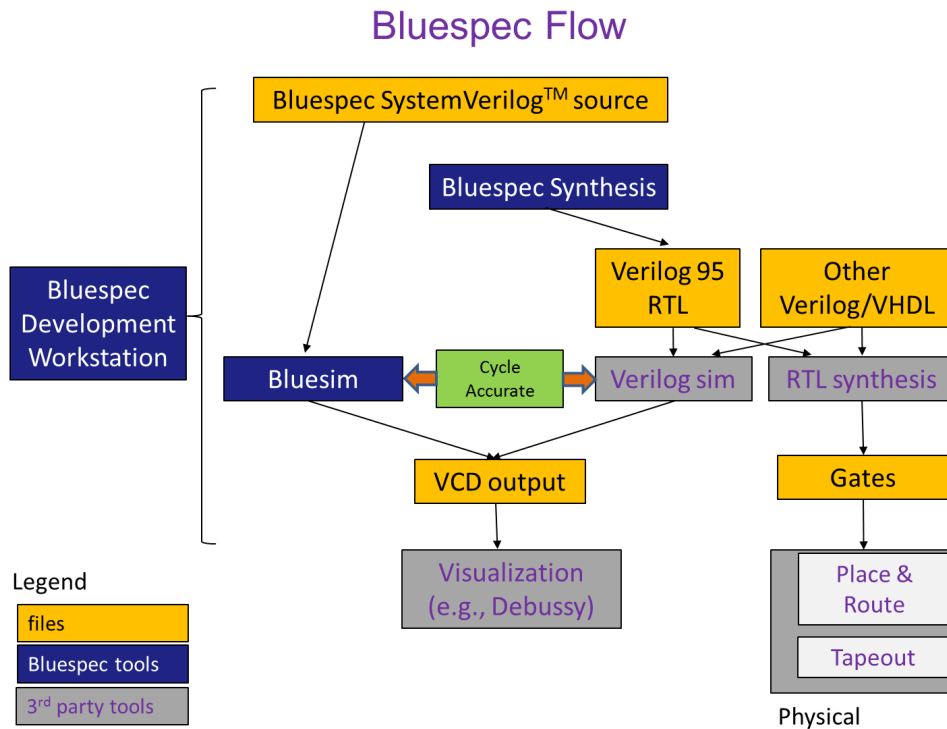 Bluespec Flow
Bluespec SystemVerilog™ source
Bluespec Synthesis
Bluespec
Development
Workstation
Verilog 95
RTL
Other
Verilog/VHDL
Bluesim
Cycle
Accurate
Verilog sim
RTL synthesis
VCD output
Gates
Visualization
(e.g., Debussy)
Place &
Route
Tapeout
Physical
Legend
files
Bluespec tools
3rd party tools